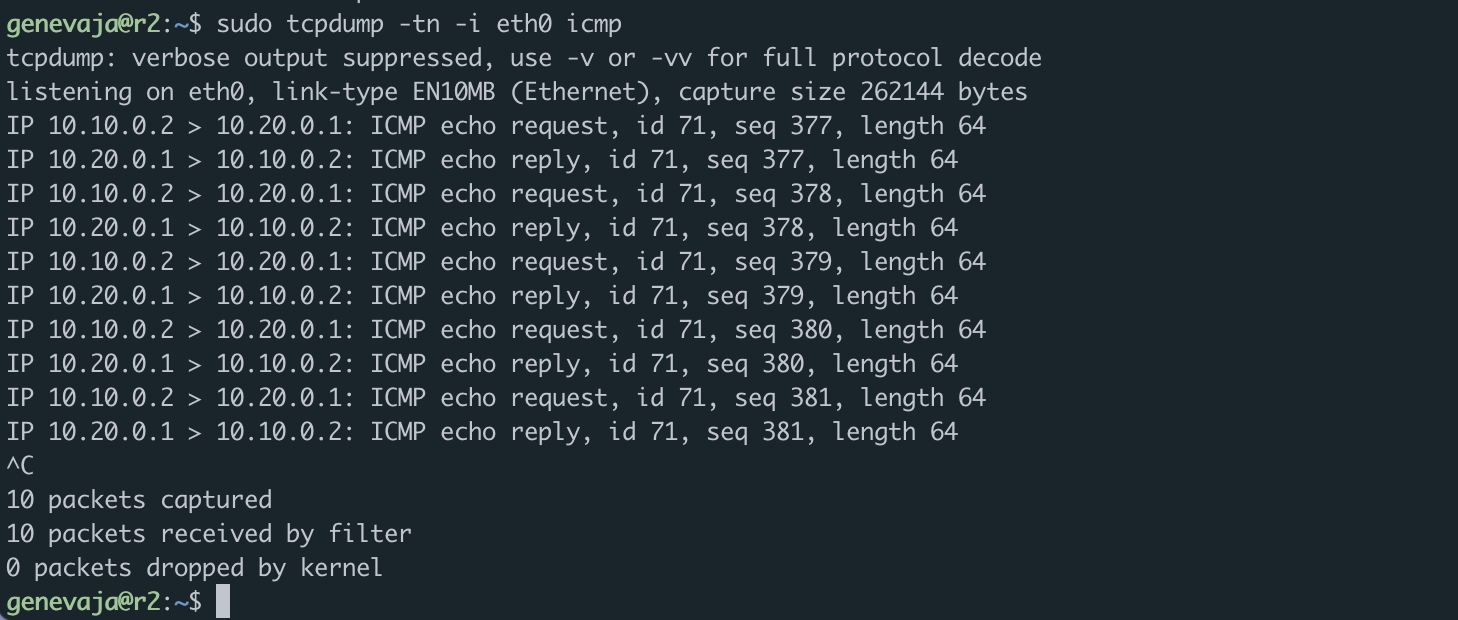 genevaja@r2:~$ sudo tcpdump -tn -i eth0 icmp
tcpdump: verbose output suppressed, use -v or -vv for full protocol decode
listening on eth0, link-type EN10MB (Ethernet), capture size 262144 bytes
IP 10.10.0.2 > 10.20.0.1: ICMP echo request, id 71, seq 377, length 64
IP 10.20.0.1 > 10.10.0.2: ICMP echo reply, id 71, seq 377, length 64
IP 10.10.0.2 > 10.20.0.1: ICMP echo request, id 71, seq 378, length 64
IP 10.20.0.1 > 10.10.0.2: ICMP echo reply, id 71, seq 378, length 64
IP 10.10.0.2 > 10.20.0.1: ICMP echo request, id 71, seq 379, length 64
IP 10.20.0.1 > 10.10.0.2: ICMP echo reply, id 71, seq 379, length 64
IP 10.10.0.2 > 10.20.0.1: ICMP echo request, id 71, seq 380, length 64
IP 10.20.0.1 > 10.10.0.2: ICMP echo reply, id 71, seq 380, length 64
IP 10.10.0.2 > 10.20.0.1: ICMP echo request, id 71, seq 381, length 64
IP 10.20.0.1 > 10.10.0.2: ICMP echo reply, id 71, seq 381, length 64
^C
10 packets captured
10 packets received by filter
0 packets dropped by kernel
genevaja@r2:~$